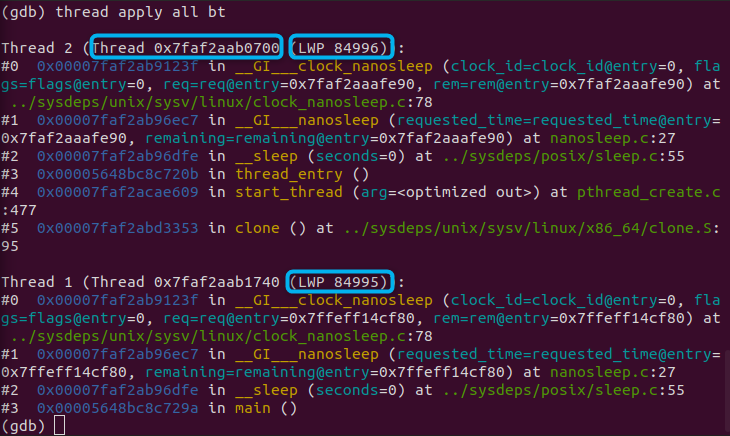 (gdb) thread apply all bt
Thread 2 (Thread 0x7faf2aab0700 (LWP 84996):
#0  0x00007faf2ab9123f in __GI___clock_nanosleep (clock_id=clock_id@entry=0, fla
gs=flags@entry=0, req=req@entry=0x7faf2aaafe90, rem=rem@entry=0x7faf2aaafe90) at
 ../sysdeps/unix/sysv/linux/clock_nanosleep.c:78
#1  0x00007faf2ab96ec7 in __GI___nanosleep (requested_time=requested_time@entry=
0x7faf2aaafe90, remaining=remaining@entry=0x7faf2aaafe90) at nanosleep.c:27
#2  0x00007faf2ab96dfe in __sleep (seconds=0) at ../sysdeps/posix/sleep.c:55
#3  0x00005648bc8c720b in thread_entry ()
#4  0x00007faf2acae609 in start_thread (arg=<optimized out>) at pthread_create.c
:477
#5  0x00007faf2abd3353 in clone () at ../sysdeps/unix/sysv/linux/x86_64/clone.S:
95
Thread 1 (Thread 0x7faf2aab1740 (LWP 84995):
#0  0x00007faf2ab9123f in __GI___clock_nanosleep (clock_id=clock_id@entry=0, fla
gs=flags@entry=0, req=req@entry=0x7ffeff14cf80, rem=rem@entry=0x7ffeff14cf80) at
 ../sysdeps/unix/sysv/linux/clock_nanosleep.c:78
#1  0x00007faf2ab96ec7 in __GI___nanosleep (requested_time=requested_time@entry=
0x7ffeff14cf80, remaining=remaining@entry=0x7ffeff14cf80) at nanosleep.c:27
#2  0x00007faf2ab96dfe in __sleep (seconds=0) at ../sysdeps/posix/sleep.c:55
#3  0x00005648bc8c729a in main ()
(gdb)